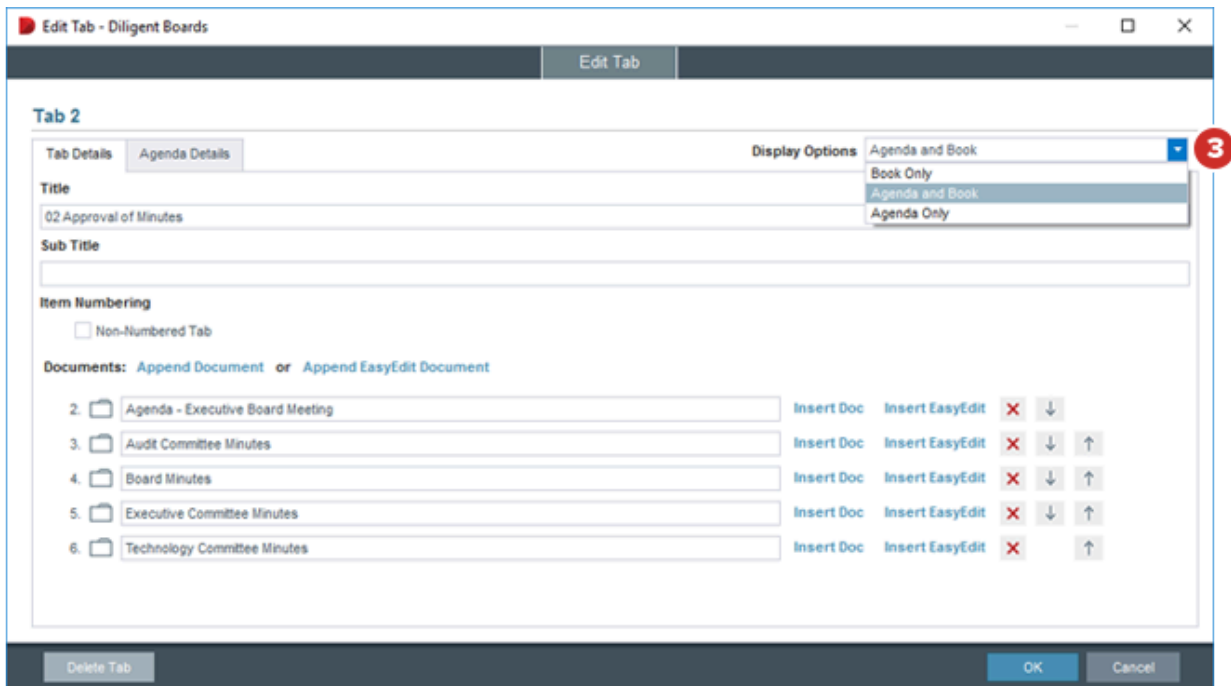 Edit Tab - Diligent Boards
Edit Tab
Tab 2
Tab Details Agenda Details Display Options Agenda and Book 3
Book Only
Agenda and Book
Agenda Only
Title
02 Approval of Minutes
Sub Title
Item Numbering
Non-Numbered Tab
Documents: Append Document or Append EasyEdit Document
2. Agenda - Executive Board Meeting Insert Doc Insert EasyEdit
3. Audit Committee Minutes Insert Doc Insert EasyEdit
4. Board Minutes Insert Doc Insert EasyEdit
5. Executive Committee Minutes Insert Doc Insert EasyEdit
6. Technology Committee Minutes Insert Doc Insert EasyEdit
Delete Tab OK Cancel